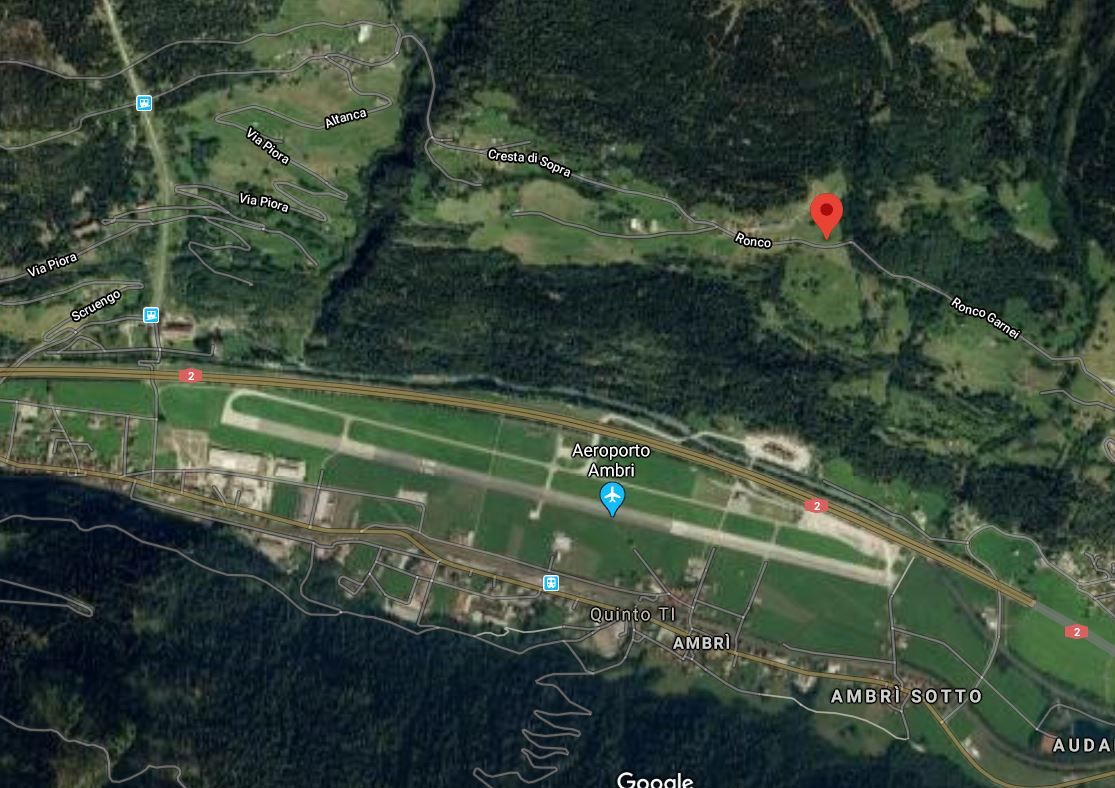 Altanca
Via Piora
Cresta di Sopra
Via Piora
Ronco
Via Piora
Scruengo
Ronco Garnei
2
Aeroporto
Ambri
2
Quinto TI
2
AMBRÌ
AMBRÌ SOTTO
AUDA
Google